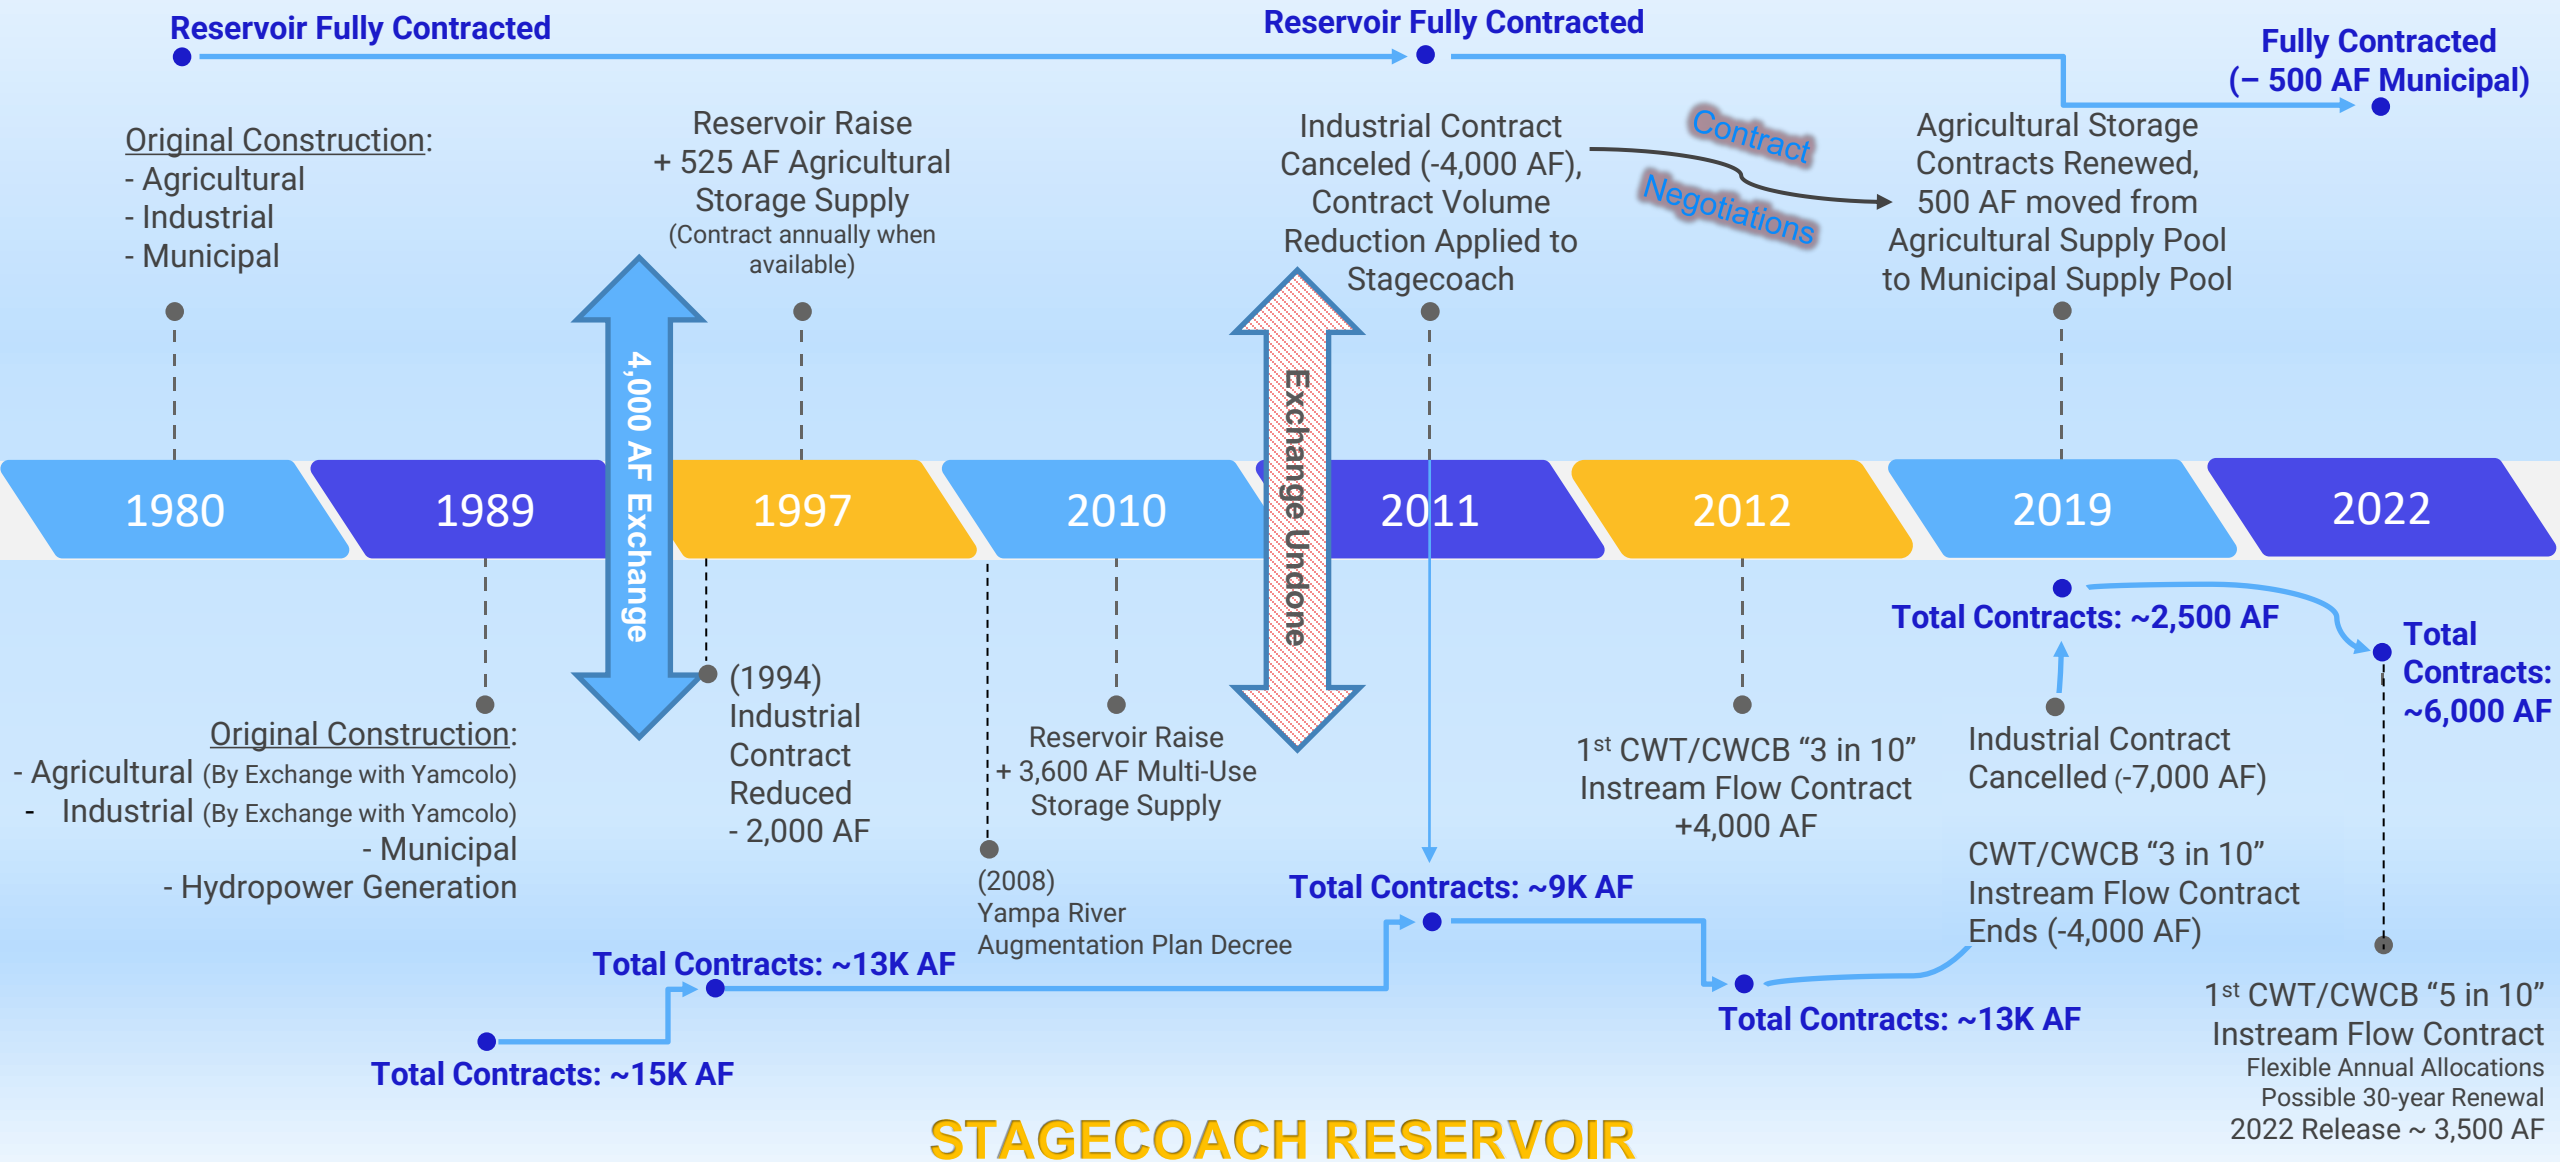 Reservoir Fully Contracted
Reservoir Fully Contracted
Fully Contracted
(– 500 AF Municipal)
Original Construction:
- Agricultural
- Industrial
- Municipal
Reservoir Raise
+ 525 AF Agricultural
Storage Supply
(Contract annually when
available)
Industrial Contract
Canceled (-4,000 AF),
Contract Volume
Reduction Applied to
Stagecoach
Contract
Negotiations
Agricultural Storage
Contracts Renewed,
500 AF moved from
Agricultural Supply Pool
to Municipal Supply Pool
4,000 AF Exchange
Exchange Undone
1980
1989
1997
2010
2011
2012
2019
2022
Original Construction:
- Agricultural (By Exchange with Yamcolo)
- Industrial (By Exchange with Yamcolo)
- Municipal
- Hydropower Generation
(1994)
Industrial
Contract
Reduced
- 2,000 AF
(2008)
Yampa River
Augmentation Plan Decree
Reservoir Raise
+ 3,600 AF Multi-Use
Storage Supply
1st CWT/CWCB “3 in 10”
Instream Flow Contract
+4,000 AF
Total Contracts: ~2,500 AF
Industrial Contract
Cancelled (-7,000 AF)
CWT/CWCB “3 in 10”
Instream Flow Contract
Ends (-4,000 AF)
Total
Contracts:
~6,000 AF
1st CWT/CWCB “5 in 10”
Instream Flow Contract
Flexible Annual Allocations
Possible 30-year Renewal
2022 Release ~ 3,500 AF
Total Contracts: ~15K AF
Total Contracts: ~13K AF
Total Contracts: ~9K AF
Total Contracts: ~13K AF
STAGECOACH RESERVOIR